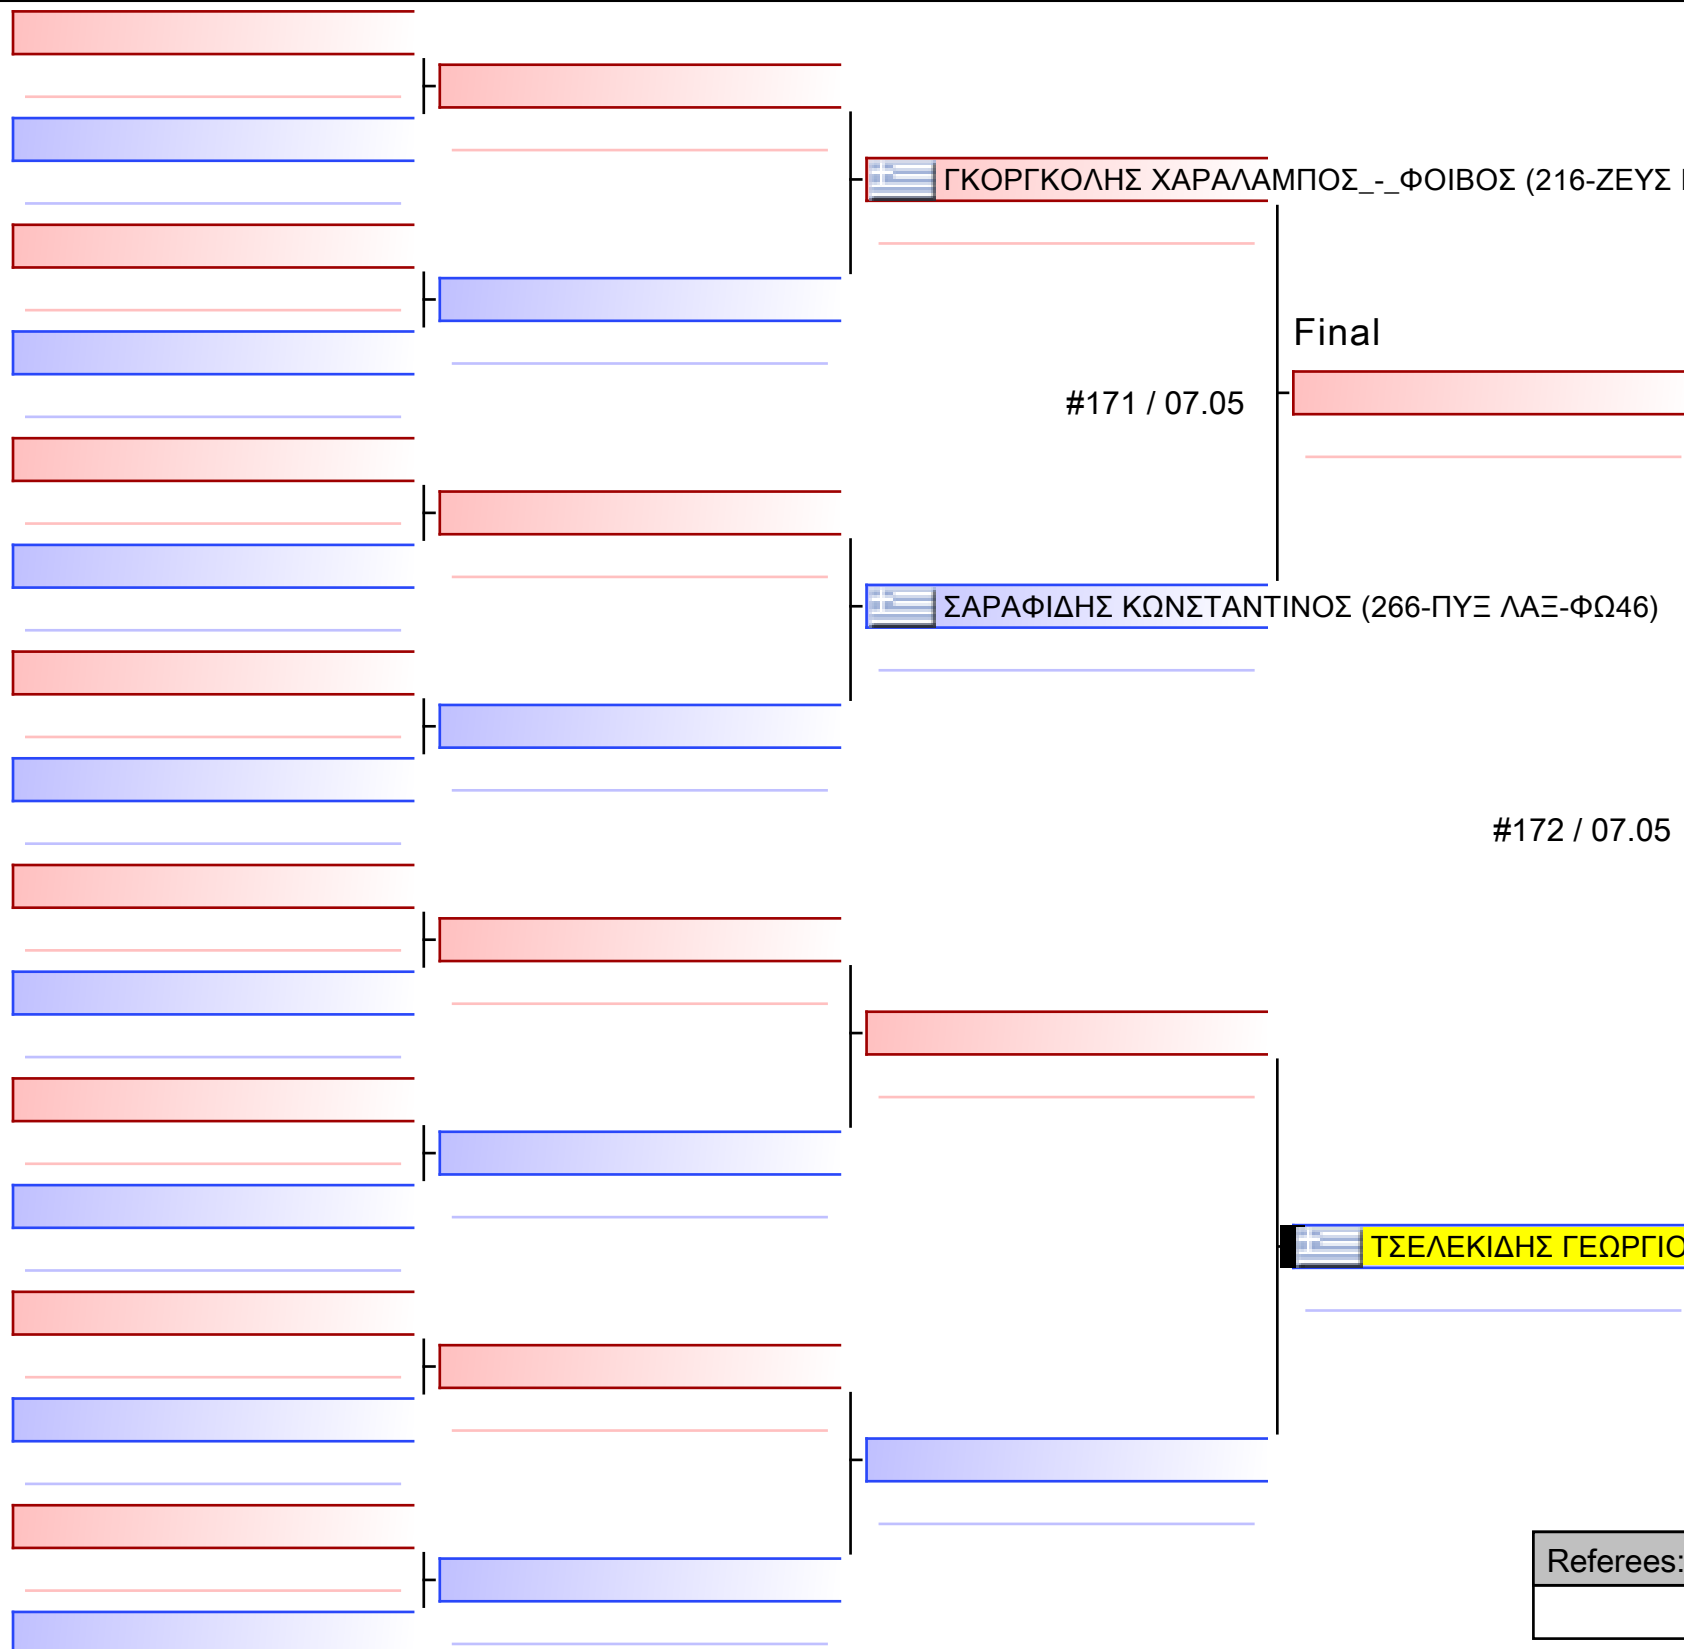 ΓΚΟΡΓΚΟΛΗΣ ΧΑΡΑΛΑΜΠΟΣ_-_ΦΟΙΒΟΣ (216-ΖΕΥΣ
Final
#171 / 07.05
ΣΑΡΑΦΙΔΗΣ ΚΩΝΣΤΑΝΤΙΝΟΣ (266-ΠΥΞ ΛΑΞ-ΦΩ46)
#172 / 07.05
ΤΣΕΛΕΚΙΔΗΣ ΓΕΩΡΓΙΟ
Referees: